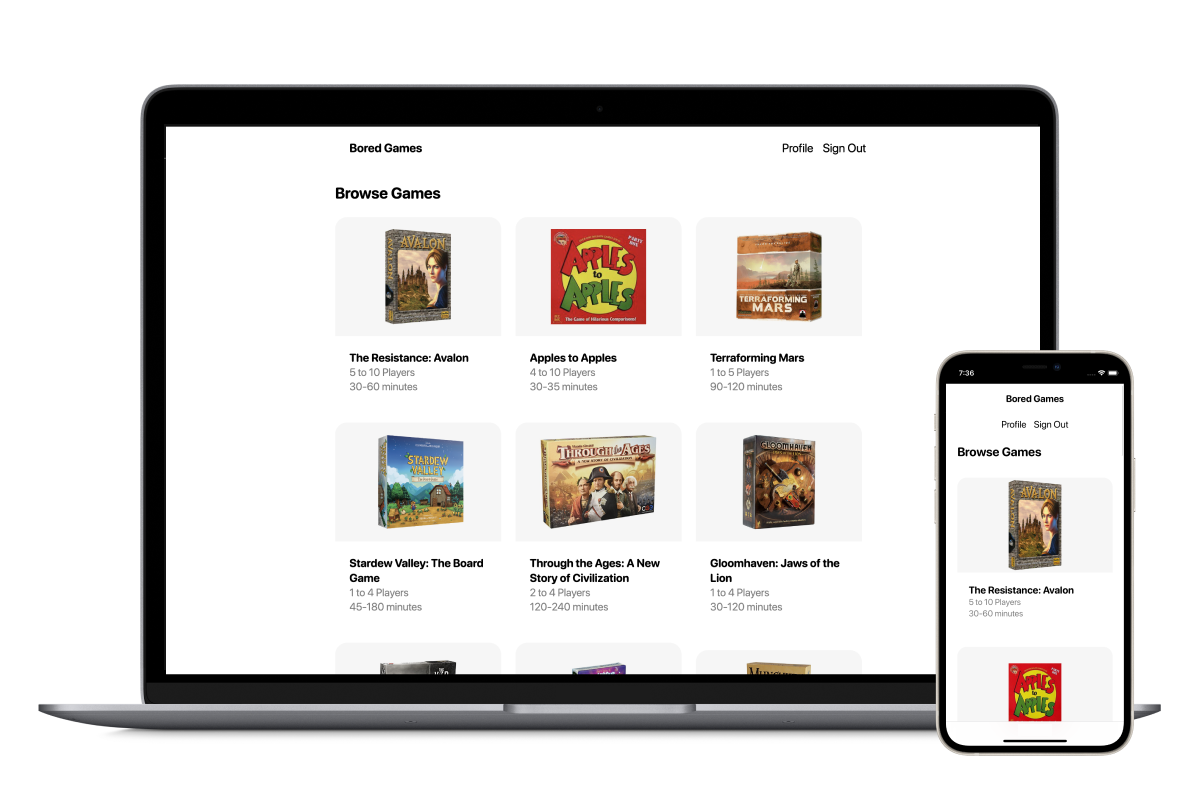 Bored Games
Profile Sign Out
Browse Games
AVALON
APPLES
to
APPLES
The Game of Hilarious Comparisons!
PARTY
BOX
TERRAFORMING
MARS
The Resistance: Avalon
5 to 10 Players
30-60 minutes
Apples to Apples
4 to 10 Players
30-35 minutes
Terraforming Mars
1 to 5 Players
90-120 minutes
STARDEW
VALLEY
THROUGH THE AGES
A NEW STORY OF CIVILIZATION
GLOOMHAVEN
Stardew Valley: The Board
Game
1 to 4 Players
45-180 minutes
Through the Ages: A New
Story of Civilization
2 to 4 Players
120-240 minutes
Gloomhaven: Jaws of the
Lion
1 to 4 Players
30-120 minutes
7:36
Bored Games
Profile Sign Out
Browse Games
AVALON
The Resistance: Avalon
5 to 10 Players
30-60 minutes
APPLES
to
APPLES